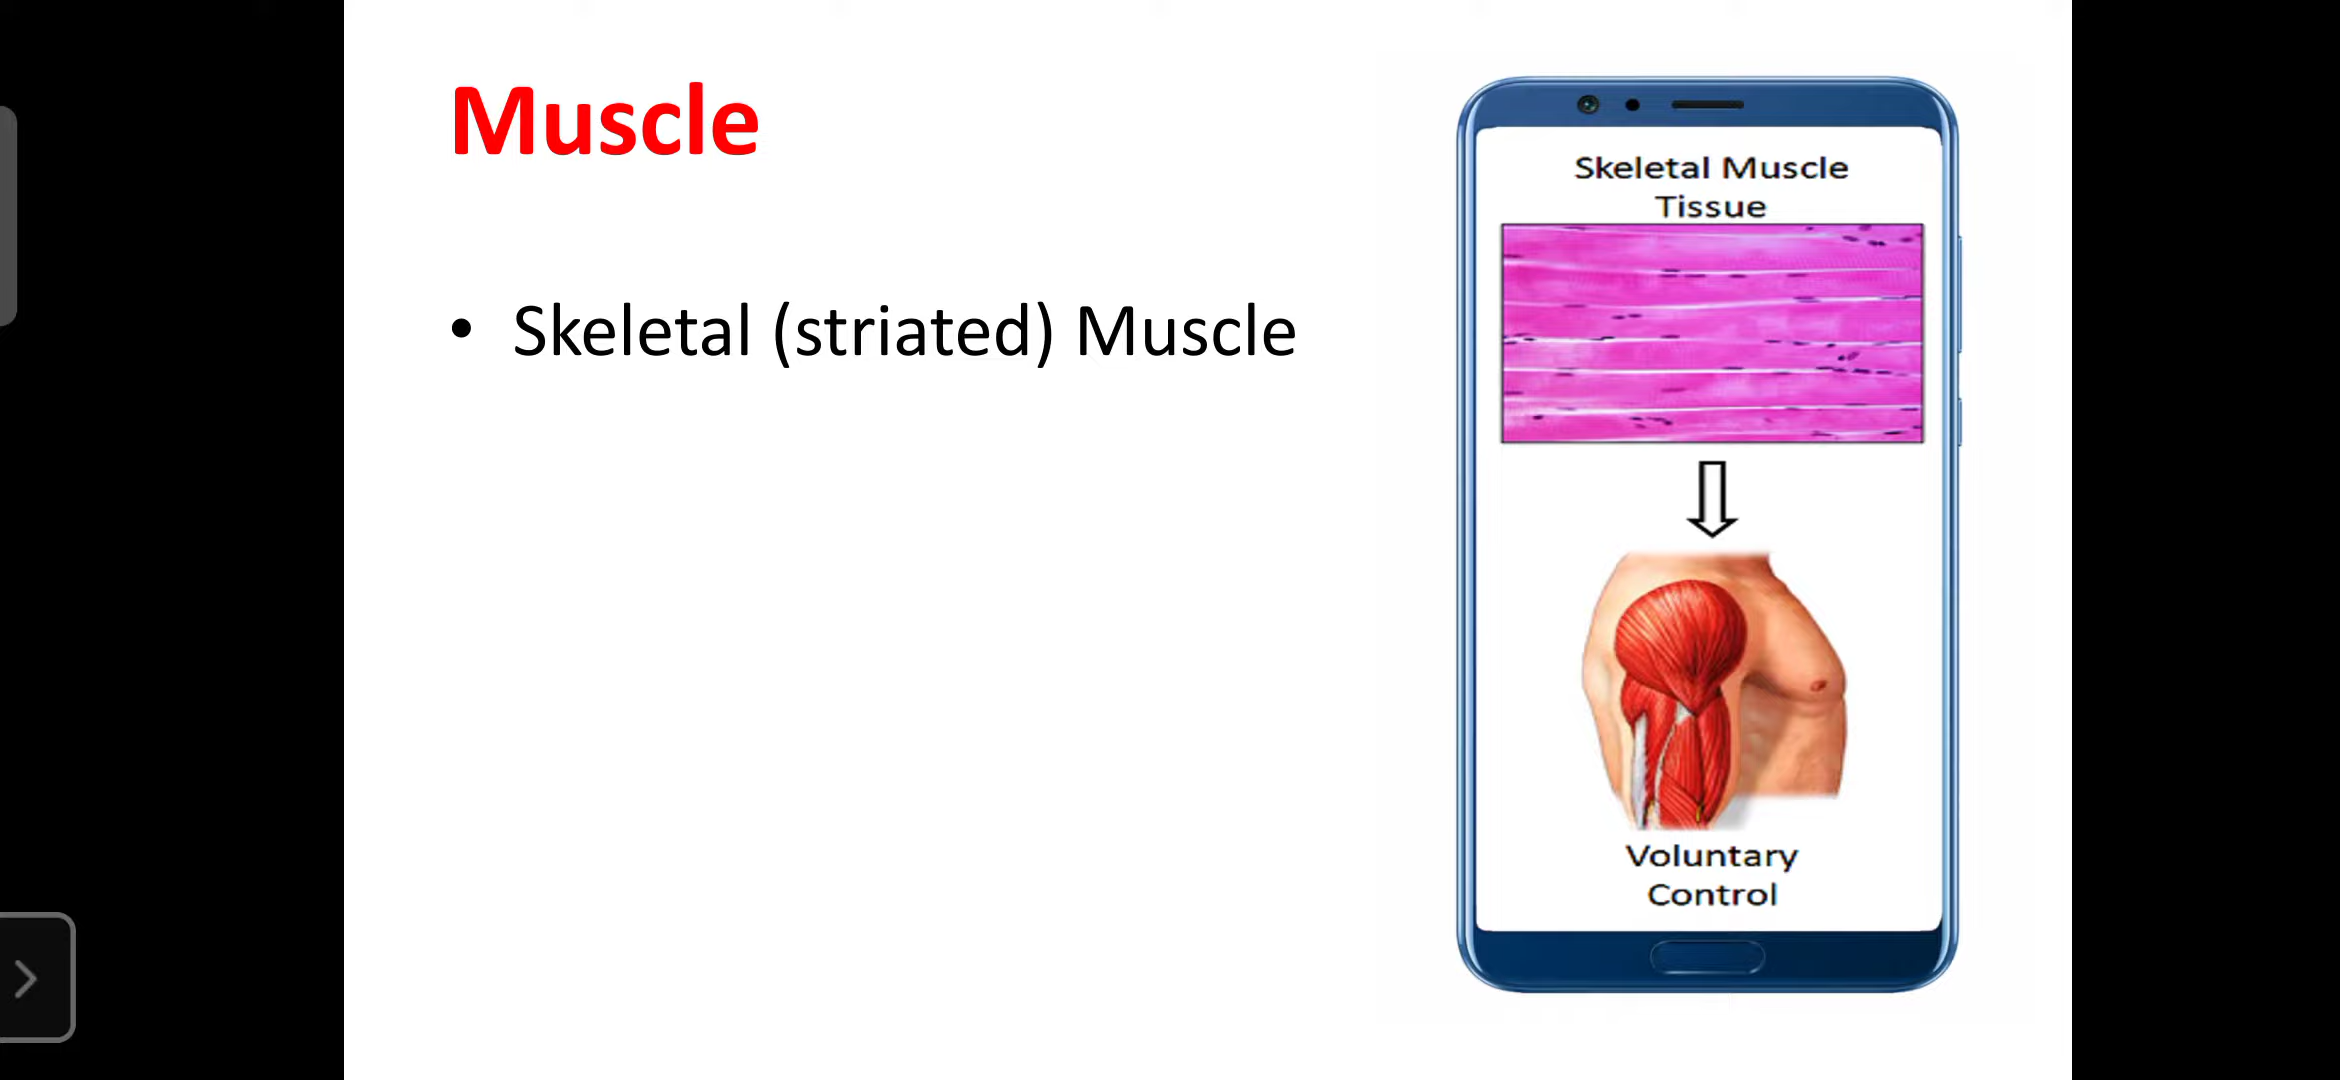 Muscle
• Skeletal (striated) Muscle
Skeletal Muscle
Tissue
Voluntary
Control